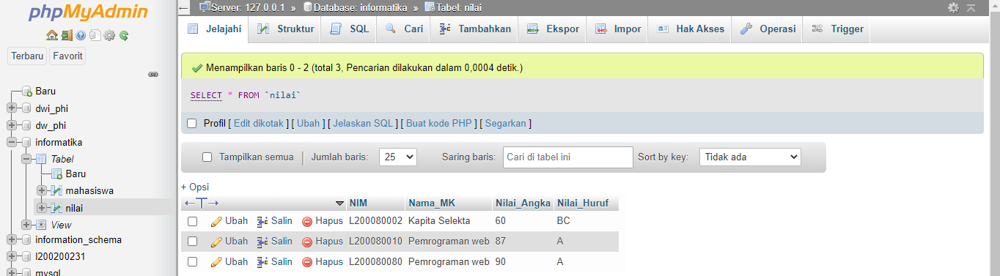 phpMyAdmin
Terbaru Favorit
Baru
dwi_phi
dw_phi
informatika
Tabel
Baru
mahasiswa
nilai
View
information_schema
l200200231
mysql
Server: 127.0.0.1 » Database: informatika » Tabel: nilai
Jelajahi Struktur SQL Cari Tambahkan Ekspor Impor Hak Akses Operasi Trigger
Menampilkan baris 0 - 2 (total 3, Pencarian dilakukan dalam 0,0004 detik.)
SELECT * FROM `nilai`
Profil [ Edit dikotak ] [ Ubah ] [ Jelaskan SQL ] [ Buat kode PHP ] [ Segarkan ]
Tampilkan semua Jumlah baris: 25 Saring baris: Cari di tabel ini Sort by key: Tidak ada
+ Opsi
←T→ NIM Nama_MK Nilai_Angka Nilai_Huruf
Ubah Salin Hapus L200080002 Kapita Selekta 60 BC
Ubah Salin Hapus L200080010 Pemrograman web 87 A
Ubah Salin Hapus L200080080 Pemrograman web 90 A